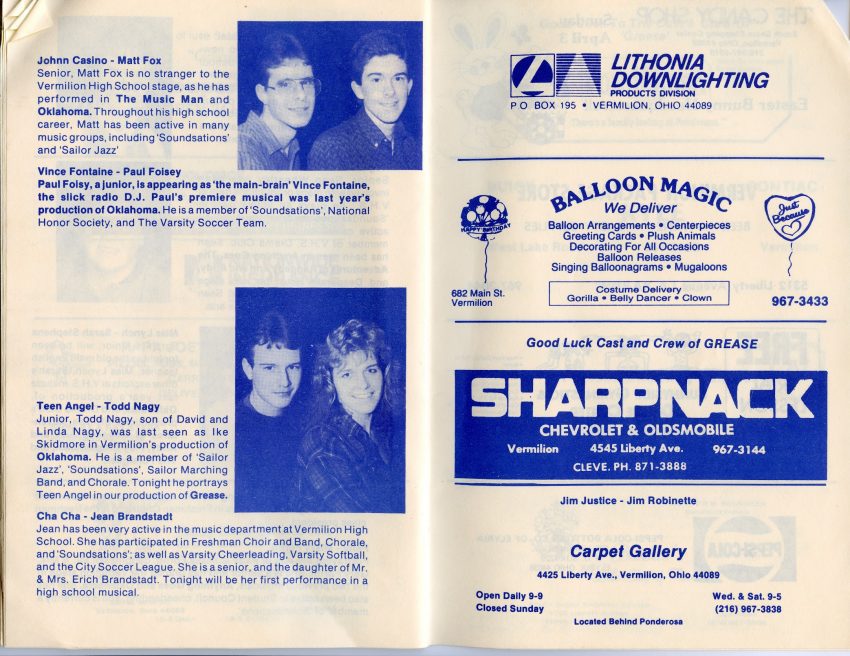 Johnn Casino - Matt Fox
Senior, Matt Fox is no stranger to the
Vermilion High School stage, as he has
performed in The Music Man and
Oklahoma. Throughout his high school
career, Matt has been active in many
music groups, including 'Soundsations'
and 'Sailor Jazz'
Vince Fontaine - Paul Foisey
Paul Foisy, a junior, is appearing as 'the main-brain' Vince Fontaine,
the slick radio D.J. Paul's premiere musical was last year's
production of Oklahoma. He is a member of 'Soundsations', National
Honor Society, and The Varsity Soccer Team.
Teen Angel - Todd Nagy
Junior, Todd Nagy, son of David and
Linda Nagy, was last seen as Ike
Skidmore in Vermilion's production of
Oklahoma. He is a member of 'Sailor
Jazz', 'Soundsations', Sailor Marching
Band, and Chorale. Tonight he portrays
Teen Angel in our production of Grease.
Cha Cha - Jean Brandstadt
Jean has been very active in the music department at Vermilion High
School. She has participated in Freshman Choir and Band, Chorale,
and 'Soundsations'; as well as Varsity Cheerleading, Varsity Softball,
and the City Soccer League. She is a senior, and the daughter of Mr.
& Mrs. Erich Brandstadt. Tonight will be her first performance in a
high school musical.
LITHONIA
DOWNLIGHTING
PRODUCTS DIVISION
P.O. BOX 195 • VERMILION, OHIO 44089
BALLOON MAGIC
We Deliver
HAPPY BIRTHDAY
Just Because
Balloon Arrangements • Centerpieces
Greeting Cards • Plush Animals
Decorating For All Occasions
Balloon Releases
Singing Balloonagrams • Mugaloons
682 Main St.
Vermilion
Costume Delivery
Gorilla • Belly Dancer • Clown
967-3433
Good Luck Cast and Crew of GREASE
SHARPNACK
CHEVROLET & OLDSMOBILE
Vermilion 4545 Liberty Ave. 967-3144
CLEVE. PH. 871-3888
Jim Justice - Jim Robinette
Carpet Gallery
4425 Liberty Ave., Vermilion, Ohio 44089
Open Daily 9-9 Wed. & Sat. 9-5
Closed Sunday (216) 967-3838
Located Behind Ponderosa